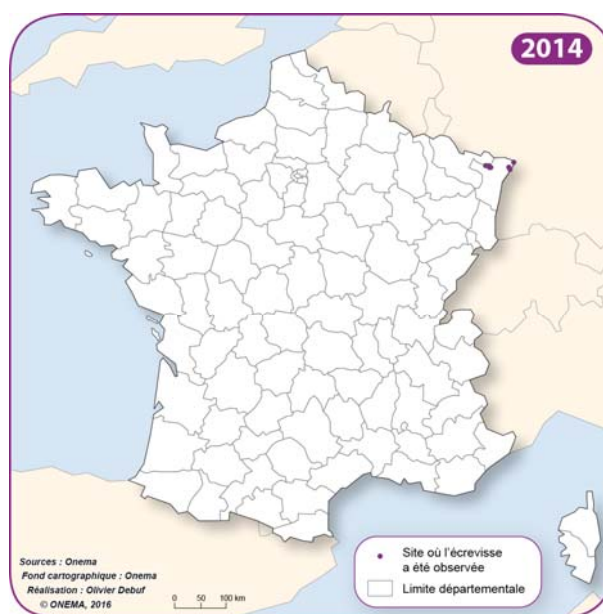 2014
Site où l'écrevisse
a été observée
Limite départementale
Sources : Onema
Fond cartographique : Onema
Réalisation : Olivier Debuf
© ONEMA, 2016
0 50 100 km